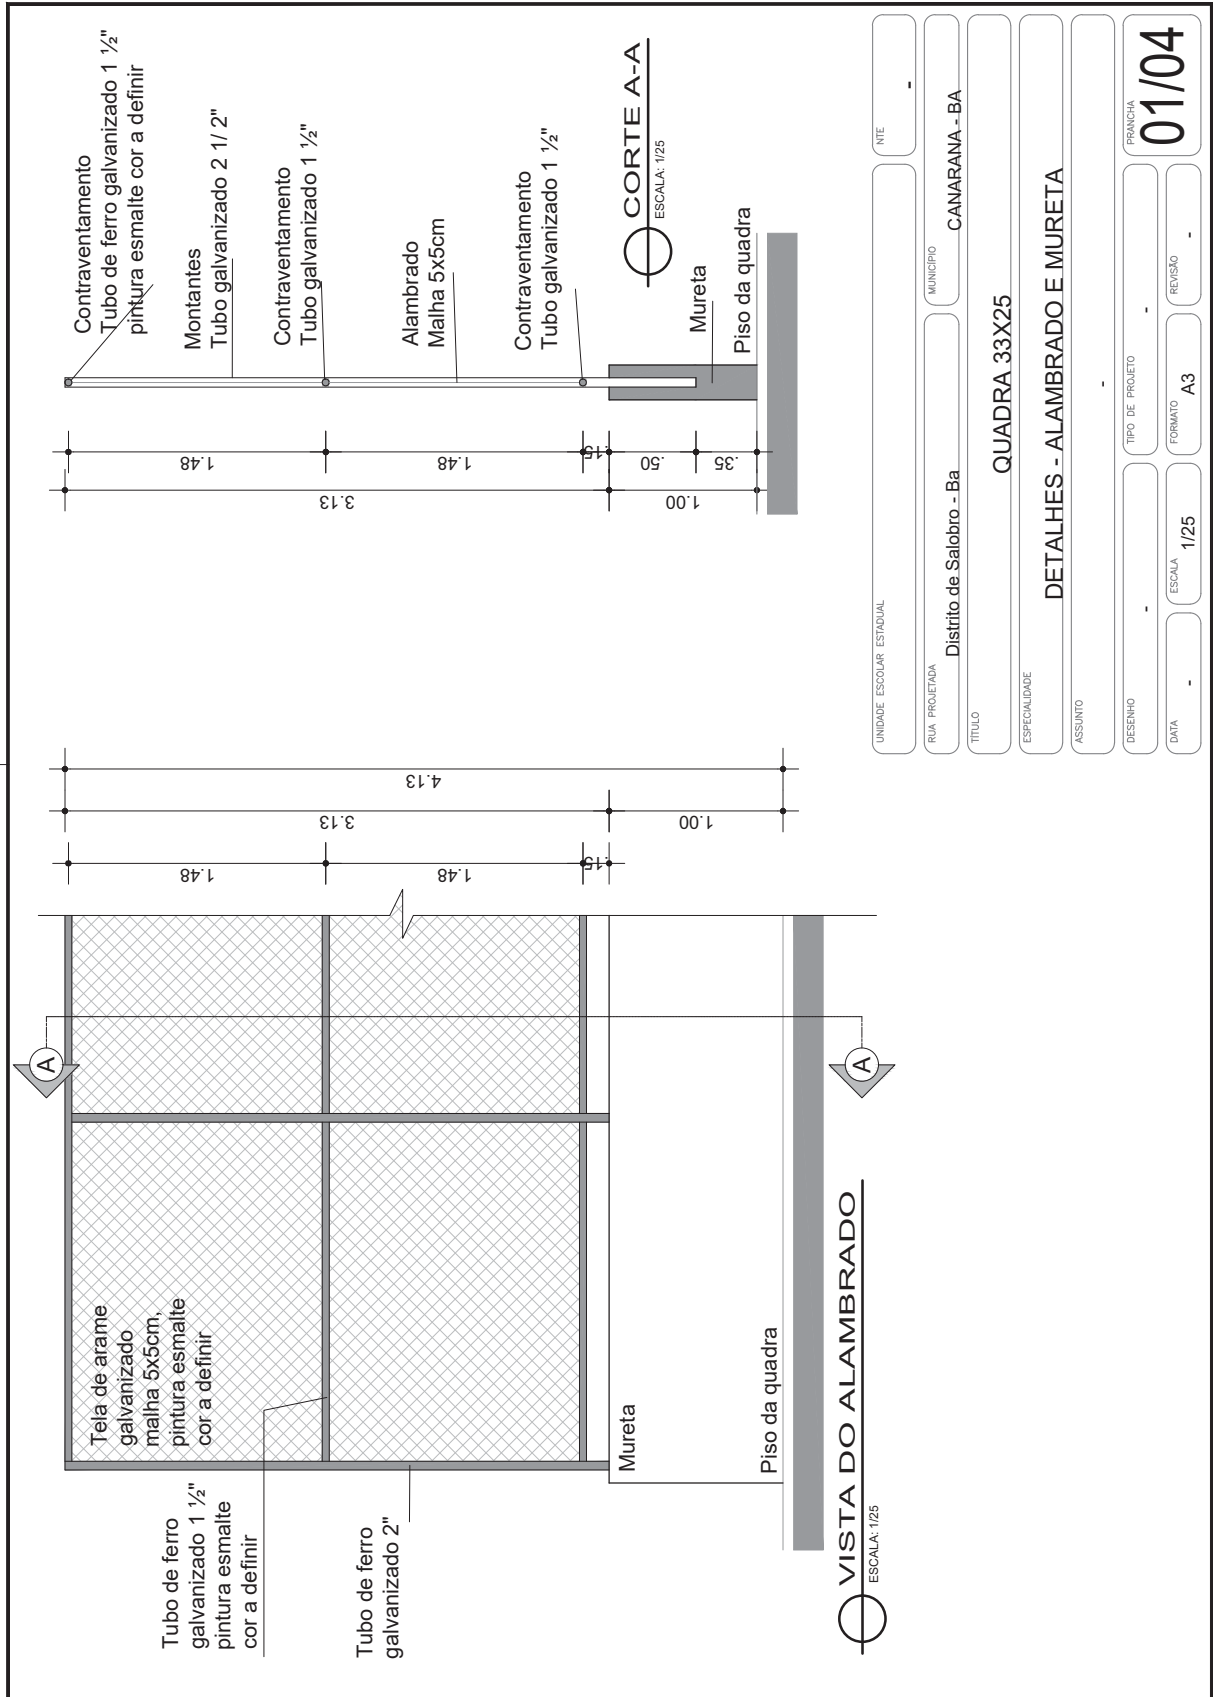 Tela de arame
galvanizado
malha 5x5cm,
pintura esmalte
cor a definir
Tubo de ferro
galvanizado 1 ½"
pintura esmalte
cor a definir
Tubo de ferro
galvanizado 2"
Mureta
Piso da quadra
A
A
1.48
1.48
.15
3.13
1.00
4.13
VISTA DO ALAMBRADO
ESCALA: 1/25
Contraventamento
Tubo de ferro galvanizado 1 ½"
pintura esmalte cor a definir
Montantes
Tubo galvanizado 2 1/ 2"
Contraventamento
Tubo galvanizado 1 ½"
Alambrado
Malha 5x5cm
Contraventamento
Tubo galvanizado 1 ½"
Mureta
Piso da quadra
1.48
1.48
.15
.50
.35
3.13
1.00
CORTE A-A
ESCALA: 1/25
UNIDADE ESCOLAR ESTADUAL
NTE
-
RUA PROJETADA
Distrito de Salobro - Ba
MUNICÍPIO
CANARANA - BA
TÍTULO
QUADRA 33X25
ESPECIALIDADE
DETALHES - ALAMBRADO E MURETA
ASSUNTO
-
DESENHO
-
TIPO DE PROJETO
-
PRANCHA
01/04
DATA
-
ESCALA
1/25
FORMATO
A3
REVISÃO
-